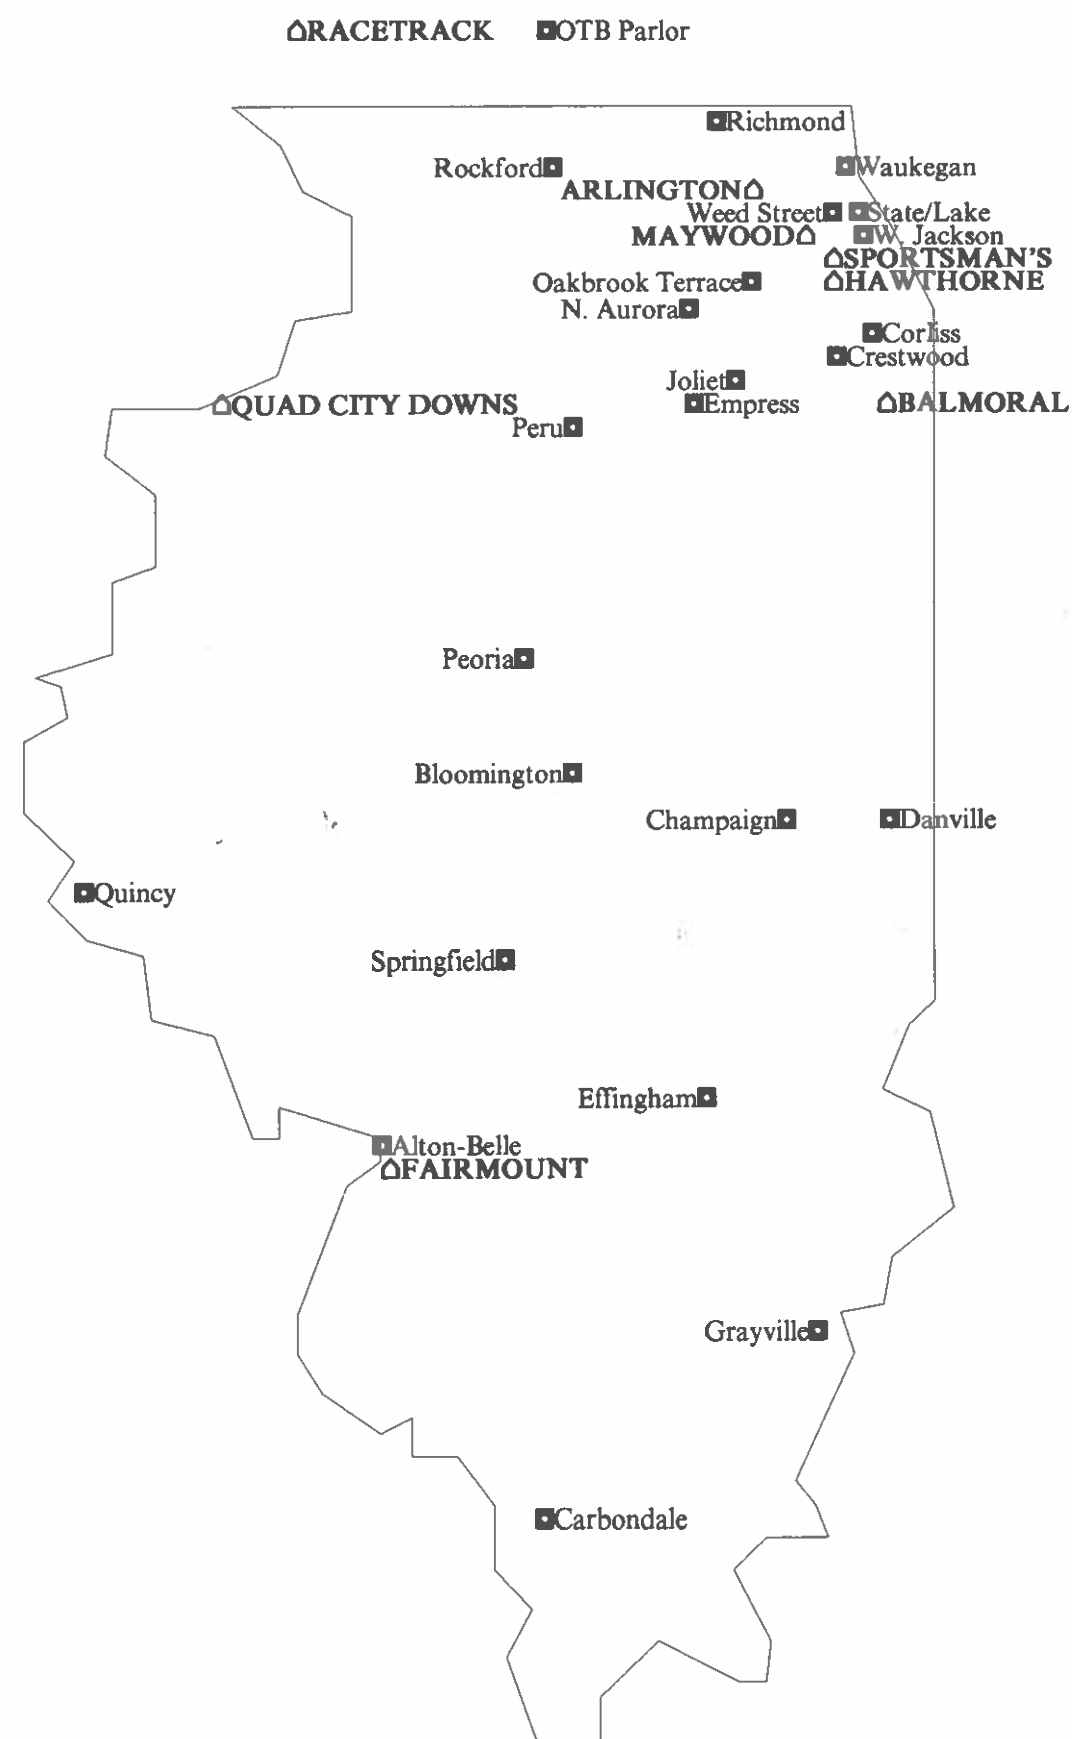 RACETRACK OTB Parlor
Richmond
Rockford Waukegan
ARLINGTON
Weed Street State/Lake
MAYWOOD W. Jackson
SPORTSMAN'S
Oakbrook Terrace HAWTHORNE
N. Aurora
Corliss
Crestwood
Joliet
QUAD CITY DOWNS Empress BALMORAL
Peru
Peoria
Bloomington
Champaign Danville
Quincy
Springfield
Effingham
Alton-Belle
FAIRMOUNT
Grayville
Carbondale